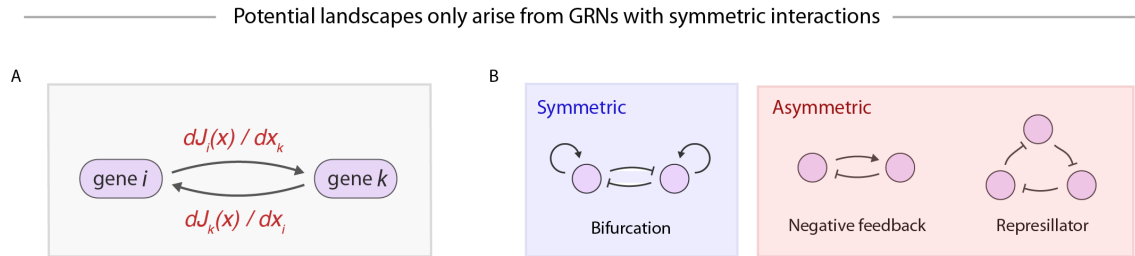 Potential landscapes only arise from GRNs with symmetric interactions
A
B
dJi(x) / dxk
gene i
gene k
dJk(x) / dxi
Symmetric
Bifurcation
Asymmetric
Negative feedback
Represillator